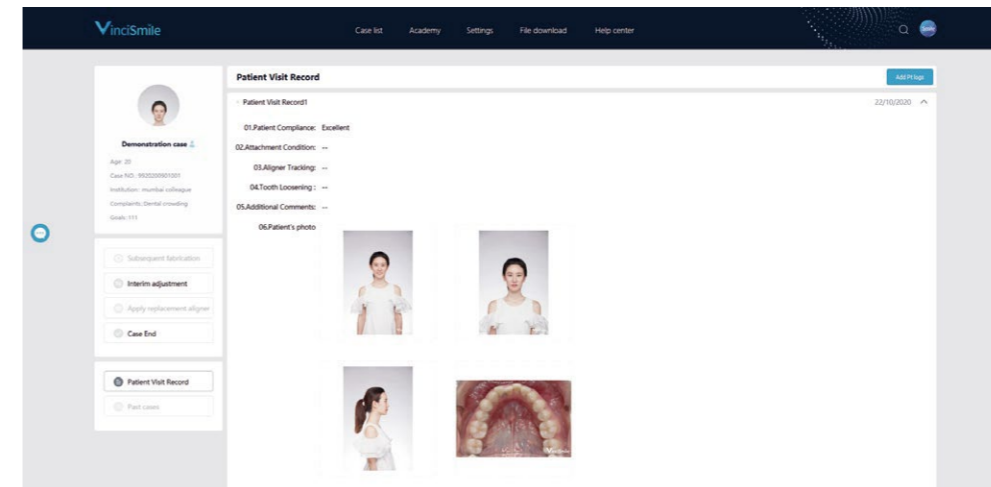 VinciSmile
Case list Academy Settings File download Help center
Patient Visit Record
Add Pt logs
Patient Visit Record1 22/10/2020
01.Patient Compliance: Excellent
02.Attachment Condition: --
03.Aligner Tracking: --
04.Tooth Loosening : --
05.Additional Comments: --
06.Patient's photo
Demonstration case
Age: 20
Case NO.: 9920200901001
Institution: mumbai colleague
Complaints: Dental crowding
Goals: 111
Subsequent fabrication
Interim adjustment
Apply replacement aligner
Case End
Patient Visit Record
Past cases